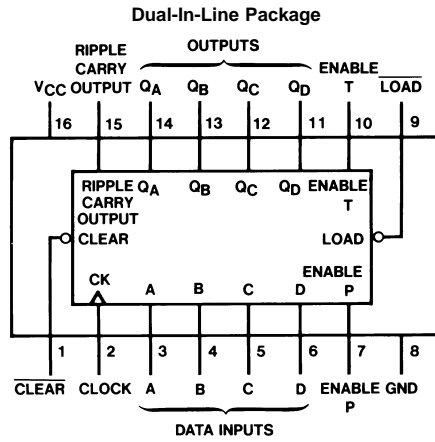 Dual-In-Line Package
OUTPUTS
RIPPLE
CARRY
VCC OUTPUT QA QB QC QD ENABLE T LOAD
16 15 14 13 12 11 10 9
RIPPLE QA QB QC QD ENABLE
CARRY T
OUTPUT
CLEAR LOAD
CK ENABLE
A B C D P
1 2 3 4 5 6 7 8
CLEAR CLOCK A B C D ENABLE GND
P
DATA INPUTS